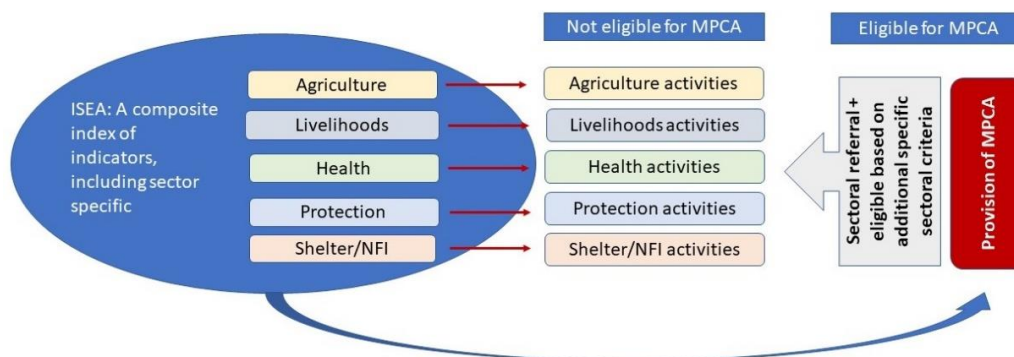 Not eligible for MPCA
Eligible for MPCA
ISEA: A composite
index of
indicators,
including sector
specific
Agriculture
Livelihoods
Health
Protection
Shelter/NFI
Agriculture activities
Livelihoods activities
Health activities
Protection activities
Shelter/NFI activities
Sectoral referral +
eligible based on
additional specific
sectoral criteria
Provision of MPCA